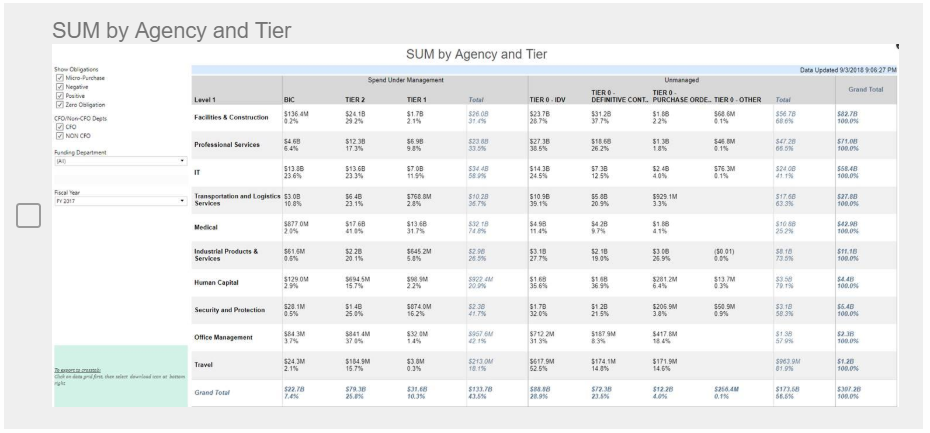 SUM by Agency and Tier
SUM by Agency and Tier
Data Updated 9/3/2018 9:06:27 PM
Show Obligations
Micro-Purchase
Negative
Positive
Zero Obligation
CFO/Non-CFO Depts
CFO
NON CFO
Funding Department
(All)
Fiscal Year
FY 2017
To export to crosstab:
Click on data grid first, then select download icon at bottom
right.
Spend Under Management Unmanaged
Level 1 BIC TIER 2 TIER 1 Total TIER 0 - IDV TIER 0 - DEFINITIVE CONT.. TIER 0 - PURCHASE ORDE.. TIER 0 - OTHER Total Grand Total
Facilities & Construction $136.4M $24.1B $1.7B $26.0B $23.7B $31.2B $1.8B $68.6M $56.7B $82.7B
0.2% 29.2% 2.1% 31.4% 28.7% 37.7% 2.2% 0.1% 68.6% 100.0%
Professional Services $4.6B $12.3B $6.9B $23.8B $27.3B $18.6B $1.3B $46.8M $47.2B $71.0B
6.4% 17.3% 9.8% 33.5% 38.5% 26.2% 1.8% 0.1% 66.5% 100.0%
IT $13.8B $13.6B $7.0B $34.4B $14.3B $7.3B $2.4B $76.3M $24.0B $58.4B
23.6% 23.3% 11.9% 58.9% 24.5% 12.5% 4.0% 0.1% 41.1% 100.0%
Transportation and Logistics Services $3.0B $6.4B $768.8M $10.2B $10.9B $5.8B $929.1M $17.6B $27.8B
10.8% 23.1% 2.8% 36.7% 39.1% 20.9% 3.3% 63.3% 100.0%
Medical $877.0M $17.6B $13.6B $32.1B $4.9B $4.2B $1.8B $10.8B $42.9B
2.0% 41.0% 31.7% 74.8% 11.4% 9.7% 4.1% 25.2% 100.0%
Industrial Products & Services $61.6M $2.2B $645.2M $2.9B $3.1B $2.1B $3.0B ($0.01) $8.1B $11.1B
0.6% 20.1% 5.8% 26.5% 27.7% 19.0% 26.9% 0.0% 73.5% 100.0%
Human Capital $129.0M $694.5M $98.9M $922.4M $1.6B $1.6B $281.2M $13.7M $3.5B $4.4B
2.9% 15.7% 2.2% 20.9% 35.6% 36.9% 6.4% 0.3% 79.1% 100.0%
Security and Protection $28.1M $1.4B $874.0M $2.3B $1.7B $1.2B $206.9M $50.9M $3.1B $5.4B
0.5% 25.0% 16.2% 41.7% 32.0% 21.5% 3.8% 0.9% 58.3% 100.0%
Office Management $84.3M $841.4M $32.0M $957.6M $712.2M $187.9M $417.8M $1.3B $2.3B
3.7% 37.0% 1.4% 42.1% 31.3% 8.3% 18.4% 57.9% 100.0%
Travel $24.3M $184.9M $3.8M $213.0M $617.9M $174.1M $171.9M $963.9M $1.2B
2.1% 15.7% 0.3% 18.1% 52.5% 14.8% 14.6% 81.9% 100.0%
Grand Total $22.7B $79.3B $31.6B $133.7B $88.8B $72.3B $12.2B $256.4M $173.5B $307.2B
7.4% 25.8% 10.3% 43.5% 28.9% 23.5% 4.0% 0.1% 56.5% 100.0%